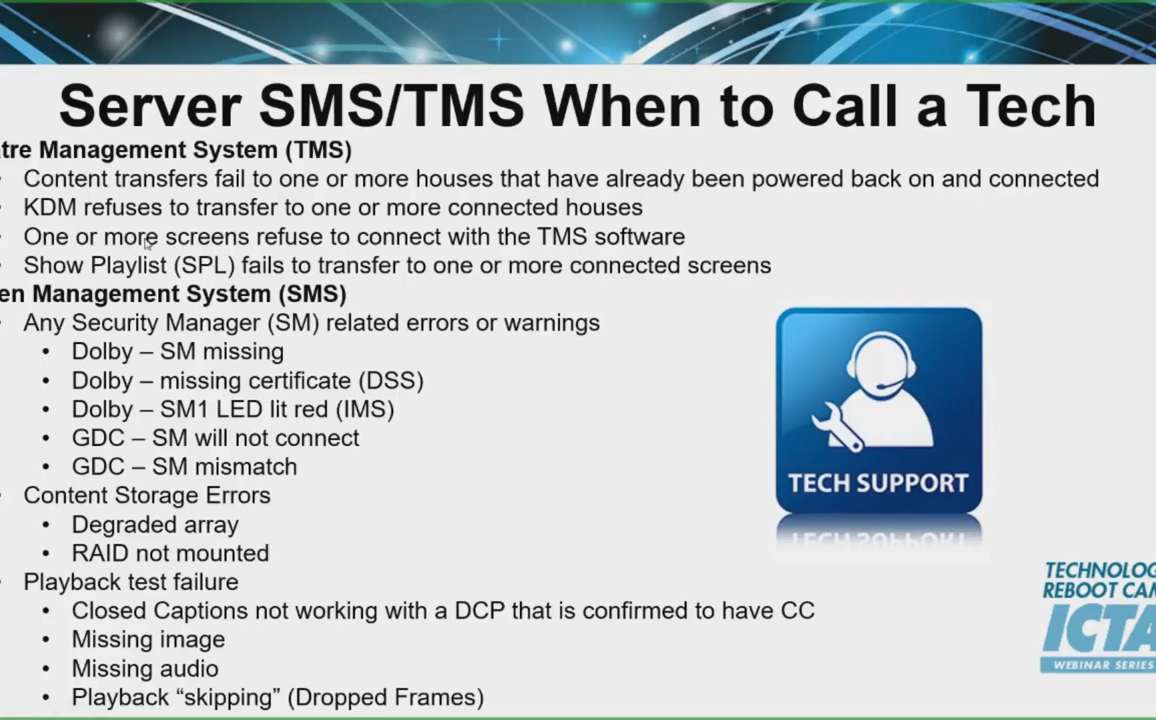 Server SMS/TMS When to Call a Tech
tre Management System (TMS)
• Content transfers fail to one or more houses that have already been powered back on and connected
• KDM refuses to transfer to one or more connected houses
• One or more screens refuse to connect with the TMS software
• Show Playlist (SPL) fails to transfer to one or more connected screens
en Management System (SMS)
• Any Security Manager (SM) related errors or warnings
• Dolby – SM missing
• Dolby – missing certificate (DSS)
• Dolby – SM1 LED lit red (IMS)
• GDC – SM will not connect
• GDC – SM mismatch
• Content Storage Errors
• Degraded array
• RAID not mounted
• Playback test failure
• Closed Captions not working with a DCP that is confirmed to have CC
• Missing image
• Missing audio
• Playback “skipping” (Dropped Frames)
TECH SUPPORT
TECHNOLOG
REBOOT CAM
ICTA
WEBINAR SERIES